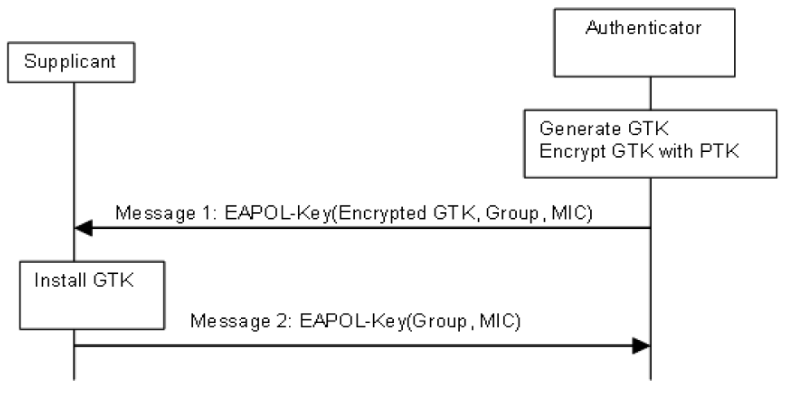 Authenticator
Supplicant
Generate GTK
Encrypt GTK with PTK
Message 1: EAPOL-Key(Encrypted GTK, Group, MIC)
Install GTK
Message 2: EAPOL-Key(Group, MIC)